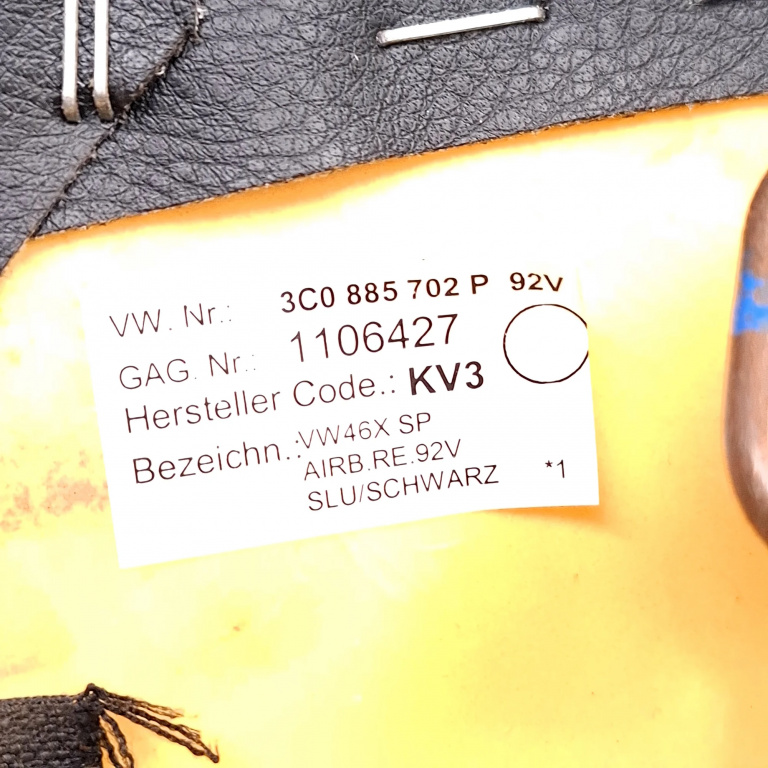 VW. Nr.: 3C0 885 702 P 92V
GAG. Nr.: 1106427
Hersteller Code.: KV3
Bezeichn.: VW46X SP
AIRB.RE.92V
SLU/SCHWARZ *1